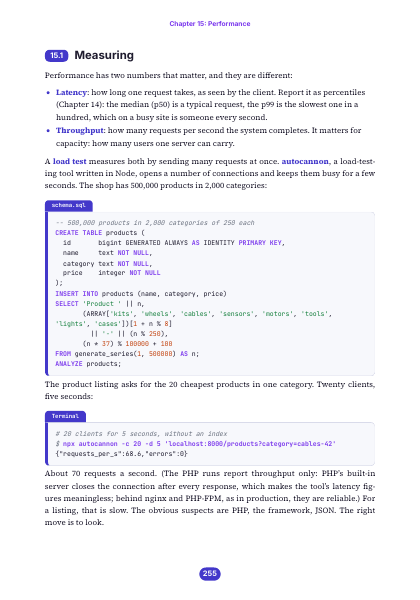 Chapter 15: Performance
15.1 Measuring
Performance has two numbers that matter, and they are different:
• Latency: how long one request takes, as seen by the client. Report it as percentiles
(Chapter 14): the median (p50) is a typical request, the p99 is the slowest one in a
hundred, which on a busy site is someone every second.
• Throughput: how many requests per second the system completes. It matters for
capacity: how many users one server can carry.
A load test measures both by sending many requests at once. autocannon, a load-test-
ing tool written in Node, opens a number of connections and keeps them busy for a few
seconds. The shop has 500,000 products in 2,000 categories:
schema.sql
-- 500,000 products in 2,000 categories of 250 each
CREATE TABLE products (
id bigint GENERATED ALWAYS AS IDENTITY PRIMARY KEY,
name text NOT NULL,
category text NOT NULL,
price integer NOT NULL
);
INSERT INTO products (name, category, price)
SELECT 'Product ' || n,
(ARRAY['kits', 'wheels', 'cables', 'sensors', 'motors', 'tools',
'lights', 'cases'])[1 + n % 8]
|| '-' || (n % 250),
(n * 37) % 100000 + 100
FROM generate_series(1, 500000) AS n;
ANALYZE products;
The product listing asks for the 20 cheapest products in one category. Twenty clients,
five seconds:
Terminal
# 20 clients for 5 seconds, without an index
$ npx autocannon -c 20 -d 5 'localhost:8000/products?category=cables-42'
{"requests_per_s":68.6,"errors":0}
About 70 requests a second. (The PHP runs report throughput only: PHP's built-in
server closes the connection after every response, which makes the tool's latency fig-
ures meaningless; behind nginx and PHP-FPM, as in production, they are reliable.) For
a listing, that is slow. The obvious suspects are PHP, the framework, JSON. The right
move is to look.
255